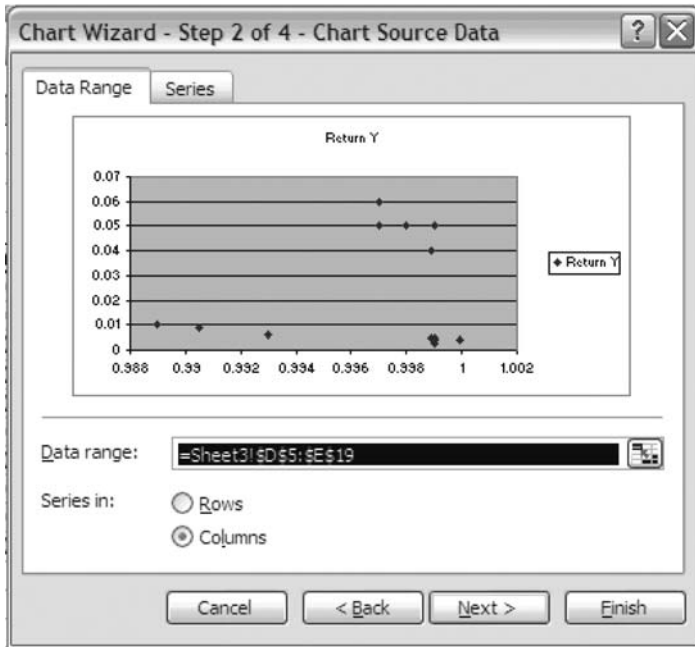 Chart Wizard - Step 2 of 4 - Chart Source Data
Data Range Series
Return Y
0.07
0.06
0.05
0.04
0.03
0.02
0.01
0
0.988 0.99 0.992 0.994 0.996 0.998 1 1.002
Return Y
Data range: =Sheet3!$D$5:$E$19
Series in: Rows
Columns
Cancel < Back Next > Finish